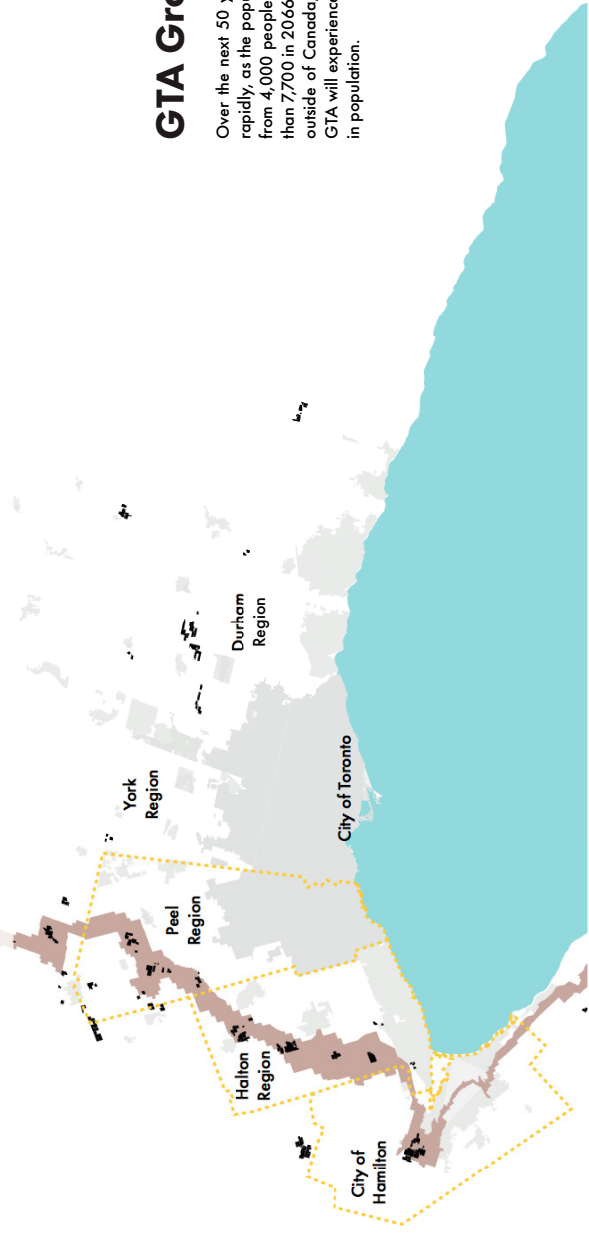 GTA Gro
Over the next 50 y
rapidly, as the popu
from 4,000 people
than 7,700 in 2066
outside of Canada,
GTA will experience
in population.
York
Region
Durham
Region
Peel
Region
City of Toronto
Halton
Region
City of
Hamilton